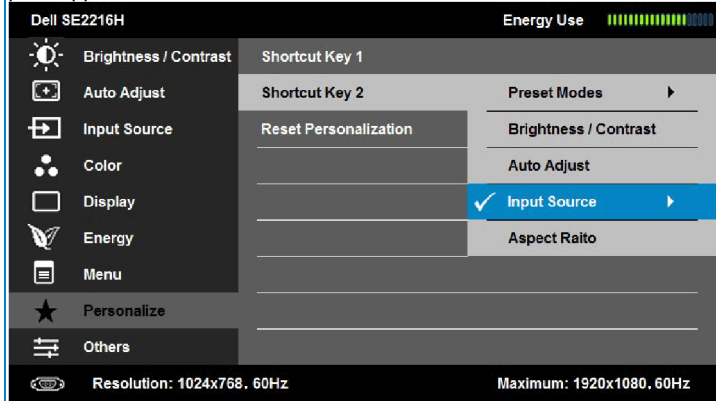 Dell SE2216H Energy Use
Brightness / Contrast Shortcut Key 1
Auto Adjust Shortcut Key 2 Preset Modes
Input Source Reset Personalization Brightness / Contrast
Color Auto Adjust
Display Input Source
Energy Aspect Raito
Menu
Personalize
Others
Resolution: 1024x768, 60Hz Maximum: 1920x1080, 60Hz